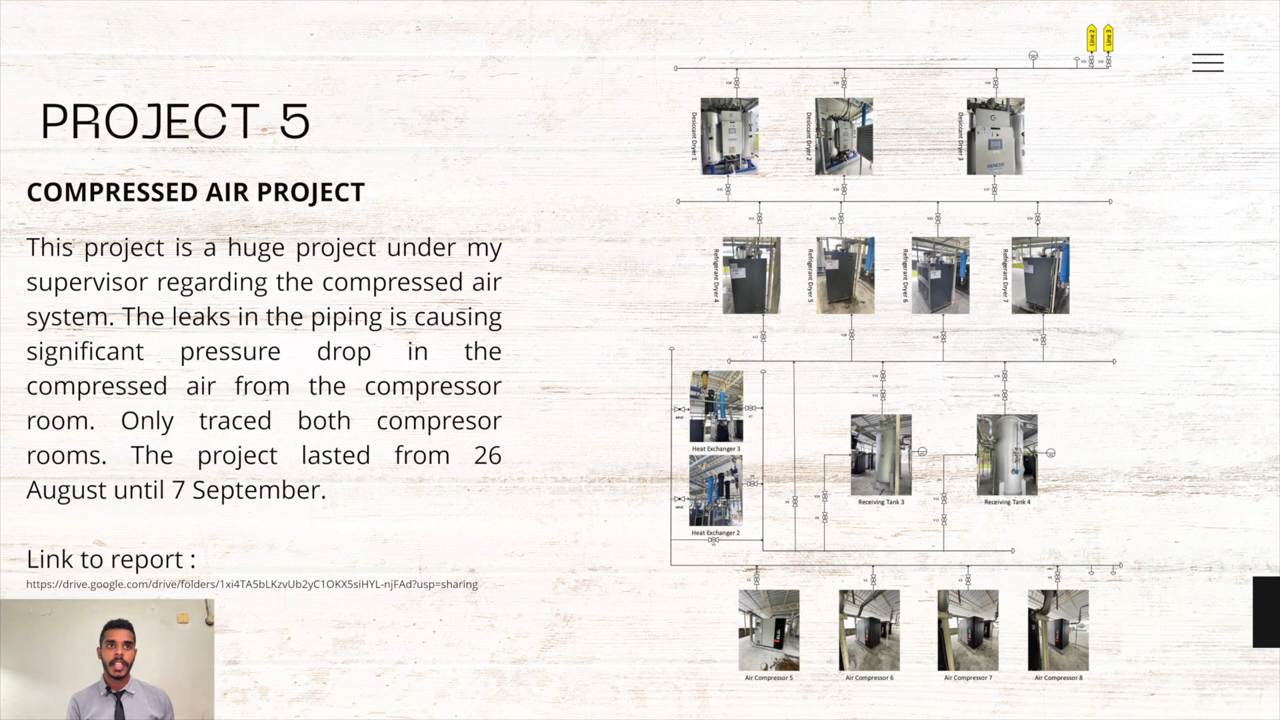 PROJECT 5
COMPRESSED AIR PROJECT
This project is a huge project under my
supervisor regarding the compressed air
system. The leaks in the piping is causing
significant pressure drop in the
compressed air from the compressor
room. Only traced both compresor
rooms. The project lasted from 26
August until 7 September.
Link to report :
https://drive.google.com/drive/folders/1xi4TA5bLKzvUb2yC1OKX5siHYL-njFAd?usp=sharing
Line 2
Line 3
Desiccant Dryer 1
Desiccant Dryer 2
Desiccant Dryer 3
Refrigerant Dryer 4
Refrigerant Dryer 5
Refrigerant Dryer 6
Refrigerant Dryer 7
Heat Exchanger 3
Heat Exchanger 2
Receiving Tank 3
Receiving Tank 4
Air Compressor 5
Air Compressor 6
Air Compressor 7
Air Compressor 8